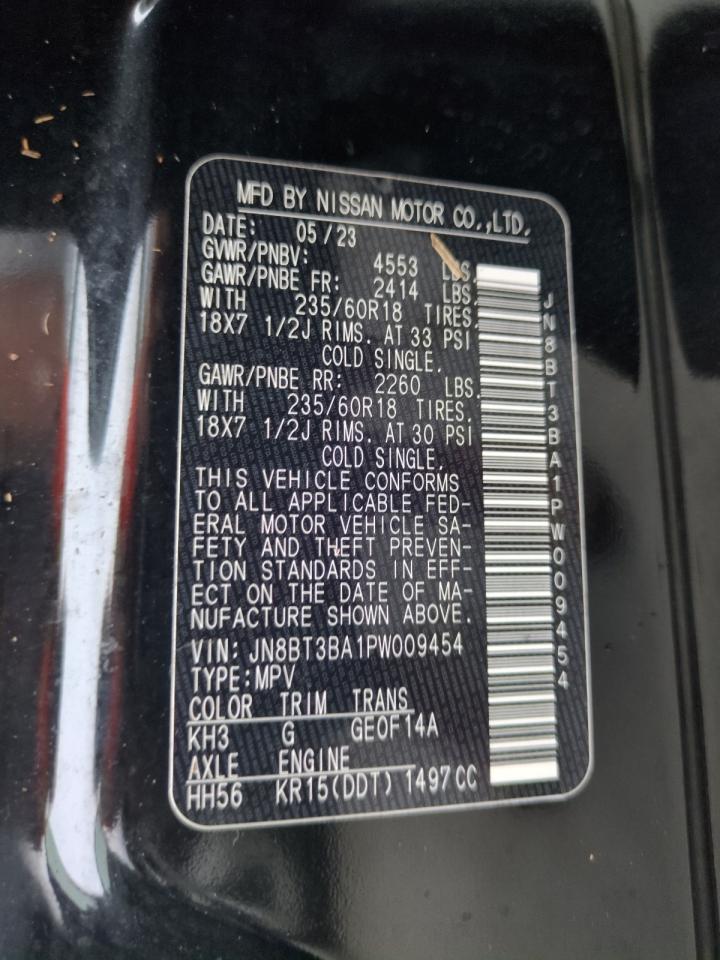 MFD BY NISSAN MOTOR CO.,LTD.
DATE: 05/23
GVWR/PNBV: 4553 LBS.
GAWR/PNBE FR: 2414 LBS.
WITH 235/60R18 TIRES.
18X7 1/2J RIMS. AT 33 PSI
COLD SINGLE.
GAWR/PNBE RR: 2260 LBS.
WITH 235/60R18 TIRES.
18X7 1/2J RIMS. AT 30 PSI
COLD SINGLE.
THIS VEHICLE CONFORMS
TO ALL APPLICABLE FED-
ERAL MOTOR VEHICLE SA-
FETY AND THEFT PREVEN-
TION STANDARDS IN EFF-
ECT ON THE DATE OF MA-
NUFACTURE SHOWN ABOVE.
VIN: JN8BT3BA1PW009454
TYPE:MPV
COLOR TRIM TRANS
KH3 G GE0F14A
AXLE ENGINE
HH56 KR15(DDT) 1497CC
JN8BT3BA1PW009454